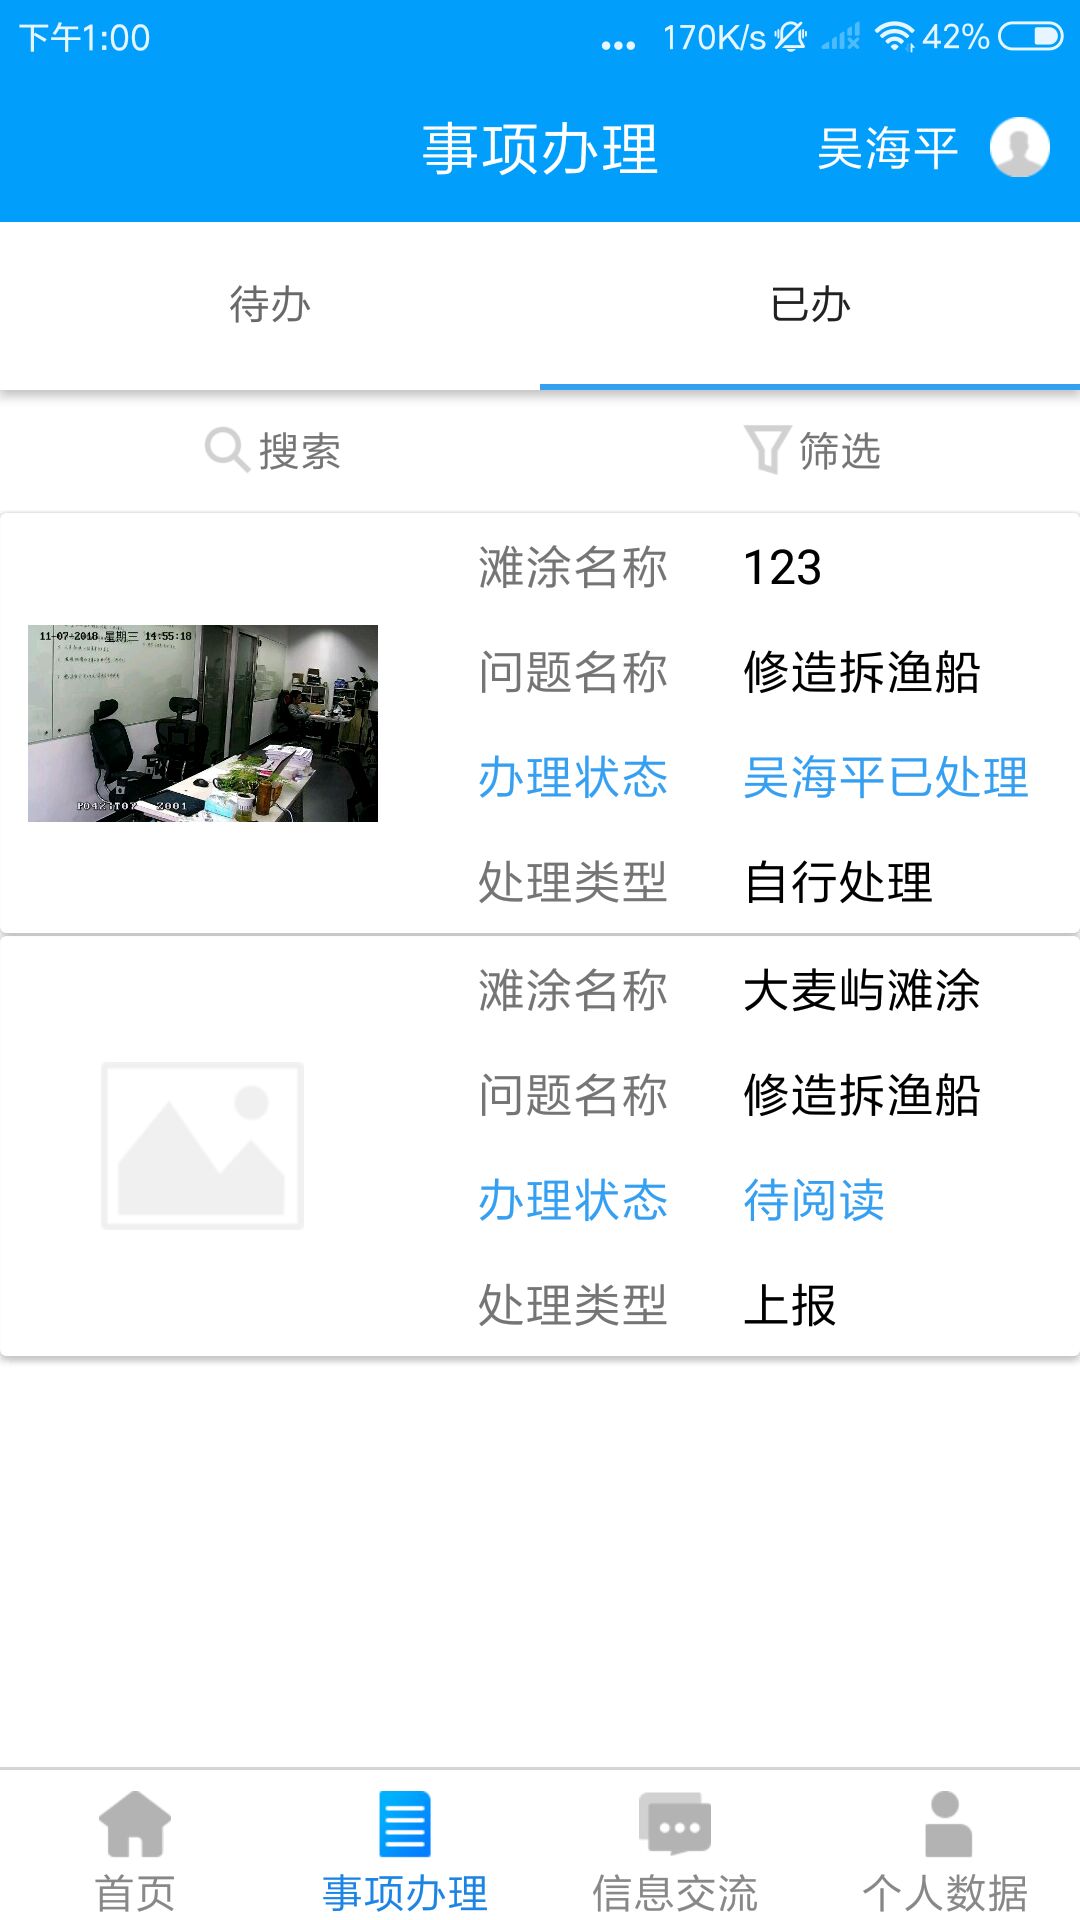 下午1:00 ... 170K/s 42%
事项办理 吴海平
待办 已办
搜索 筛选
滩涂名称 123
11-07-2018 星期三 14:55:18
问题名称 修造拆渔船
办理状态 吴海平已处理
处理类型 自行处理
滩涂名称 大麦屿滩涂
问题名称 修造拆渔船
办理状态 待阅读
处理类型 上报
首页 事项办理 信息交流 个人数据